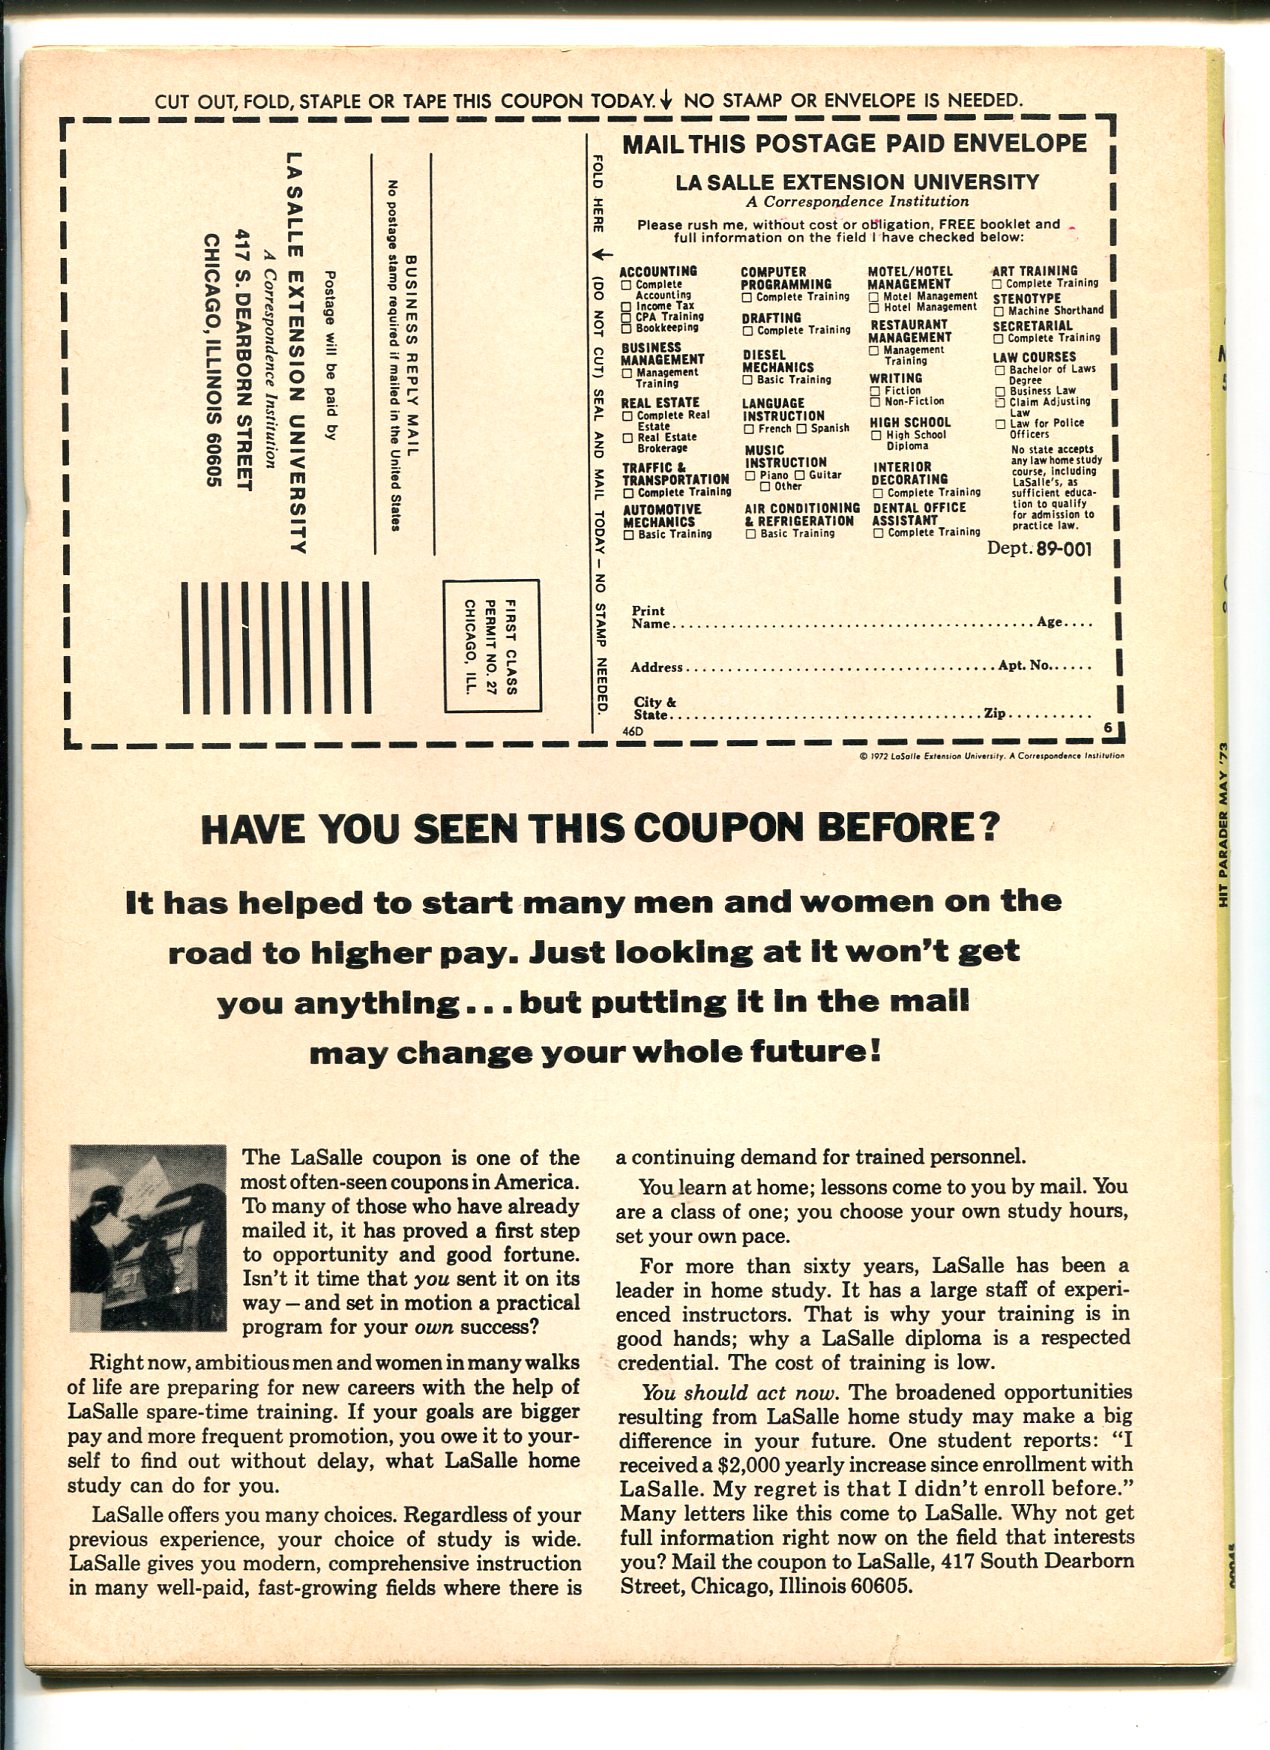 CUT OUT, FOLD, STAPLE OR TAPE THIS COUPON TODAY. NO STAMP OR ENVELOPE IS NEEDED.
FIRST CLASS
PERMIT NO. 27
CHICAGO, ILL.
BUSINESS REPLY MAIL
No postage stamp required if mailed in the United States
Postage will be paid by
LA SALLE EXTENSION UNIVERSITY
A Correspondence Institution
417 S. DEARBORN STREET
CHICAGO, ILLINOIS 60605
FOLD HERE (DO NOT CUT) SEAL AND MAIL TODAY – NO STAMP NEEDED.
MAIL THIS POSTAGE PAID ENVELOPE
LA SALLE EXTENSION UNIVERSITY
A Correspondence Institution
Please rush me, without cost or obligation, FREE booklet and
full information on the field I have checked below:
ACCOUNTING
Complete
Accounting
Income Tax
CPA Training
Bookkeeping
BUSINESS
MANAGEMENT
Management
Training
REAL ESTATE
Complete Real
Estate
Real Estate
Brokerage
TRAFFIC &
TRANSPORTATION
Complete Training
AUTOMOTIVE
MECHANICS
Basic Training
COMPUTER
PROGRAMMING
Complete Training
DRAFTING
Complete Training
DIESEL
MECHANICS
Basic Training
LANGUAGE
INSTRUCTION
French Spanish
MUSIC
INSTRUCTION
Piano Guitar
Other
AIR CONDITIONING
& REFRIGERATION
Basic Training
MOTEL/HOTEL
MANAGEMENT
Motel Management
Hotel Management
RESTAURANT
MANAGEMENT
Management
Training
WRITING
Fiction
Non-Fiction
HIGH SCHOOL
High School
Diploma
INTERIOR
DECORATING
Complete Training
DENTAL OFFICE
ASSISTANT
Complete Training
ART TRAINING
Complete Training
STENOTYPE
Machine Shorthand
SECRETARIAL
Complete Training
LAW COURSES
Bachelor of Laws
Degree
Business Law
Claim Adjusting
Law
Law for Police
Officers
No state accepts
any law home study
course, including
LaSalle's, as
sufficient educa-
tion to qualify
for admission to
practice law.
Dept. 89-001
Print
Name.............................................Age....
Address......................................Apt. No......
City &
State......................................Zip..........
46D
6
© 1972 LaSalle Extension University. A Correspondence Institution
HAVE YOU SEEN THIS COUPON BEFORE?
It has helped to start many men and women on the
road to higher pay. Just looking at it won't get
you anything...but putting it in the mail
may change your whole future!
The LaSalle coupon is one of the
most often-seen coupons in America.
To many of those who have already
mailed it, it has proved a first step
to opportunity and good fortune.
Isn't it time that you sent it on its
way – and set in motion a practical
program for your own success?
Right now, ambitious men and women in many walks
of life are preparing for new careers with the help of
LaSalle spare-time training. If your goals are bigger
pay and more frequent promotion, you owe it to your-
self to find out without delay, what LaSalle home
study can do for you.
LaSalle offers you many choices. Regardless of your
previous experience, your choice of study is wide.
LaSalle gives you modern, comprehensive instruction
in many well-paid, fast-growing fields where there is
a continuing demand for trained personnel.
You learn at home; lessons come to you by mail. You
are a class of one; you choose your own study hours,
set your own pace.
For more than sixty years, LaSalle has been a
leader in home study. It has a large staff of experi-
enced instructors. That is why your training is in
good hands; why a LaSalle diploma is a respected
credential. The cost of training is low.
You should act now. The broadened opportunities
resulting from LaSalle home study may make a big
difference in your future. One student reports: "I
received a $2,000 yearly increase since enrollment with
LaSalle. My regret is that I didn't enroll before."
Many letters like this come to LaSalle. Why not get
full information right now on the field that interests
you? Mail the coupon to LaSalle, 417 South Dearborn
Street, Chicago, Illinois 60605.
HIT PARADER MAY '73